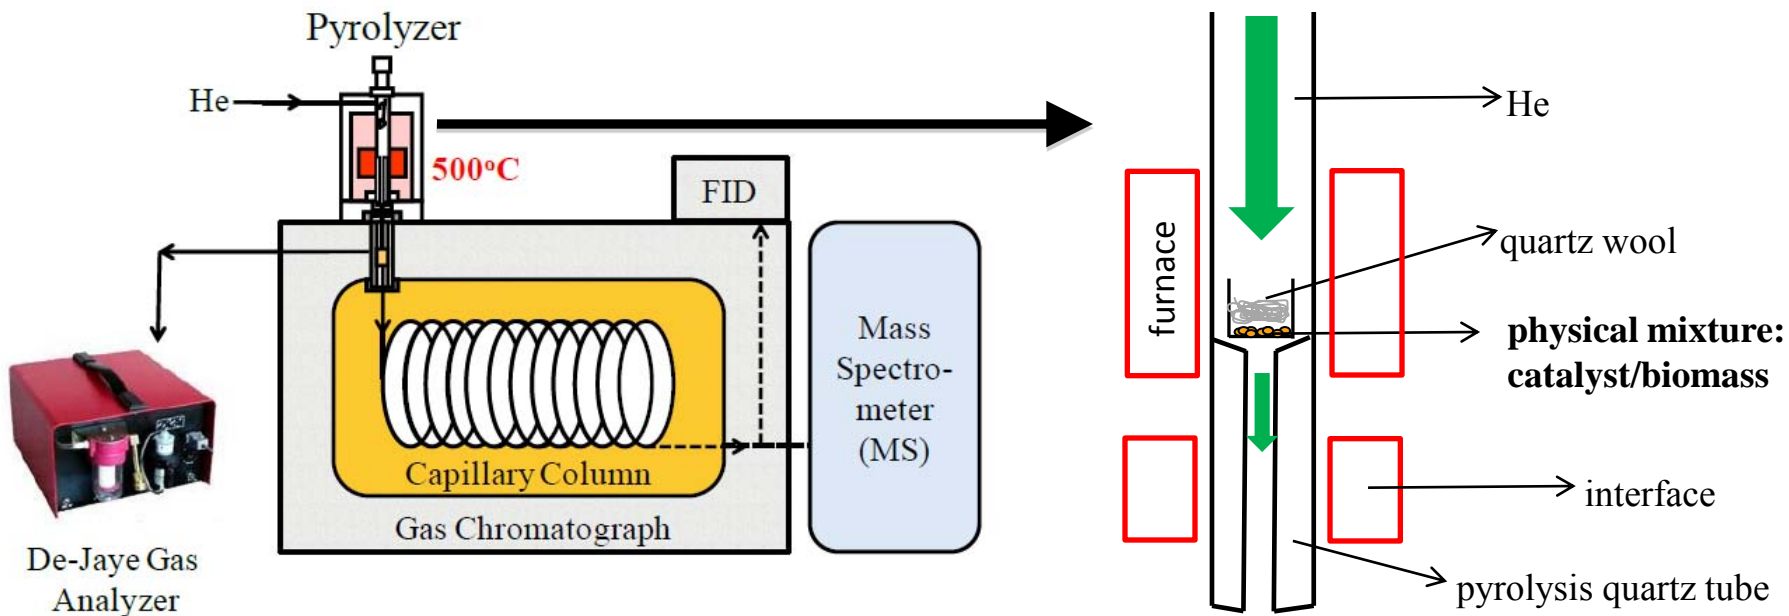 Pyrolyzer
He
500°C
FID
Mass
Spectro-
meter
(MS)
Capillary Column
Gas Chromatograph
De-Jaye Gas
Analyzer
He
furnace
quartz wool
physical mixture:
catalyst/biomass
interface
pyrolysis quartz tube